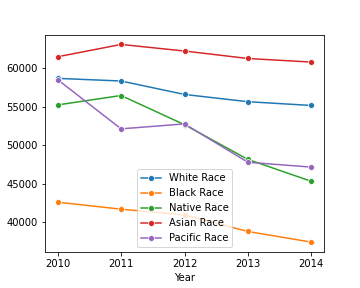 60000
55000
50000
45000
40000
White Race
Black Race
Native Race
Asian Race
Pacific Race
2010 2011 2012 2013 2014
Year